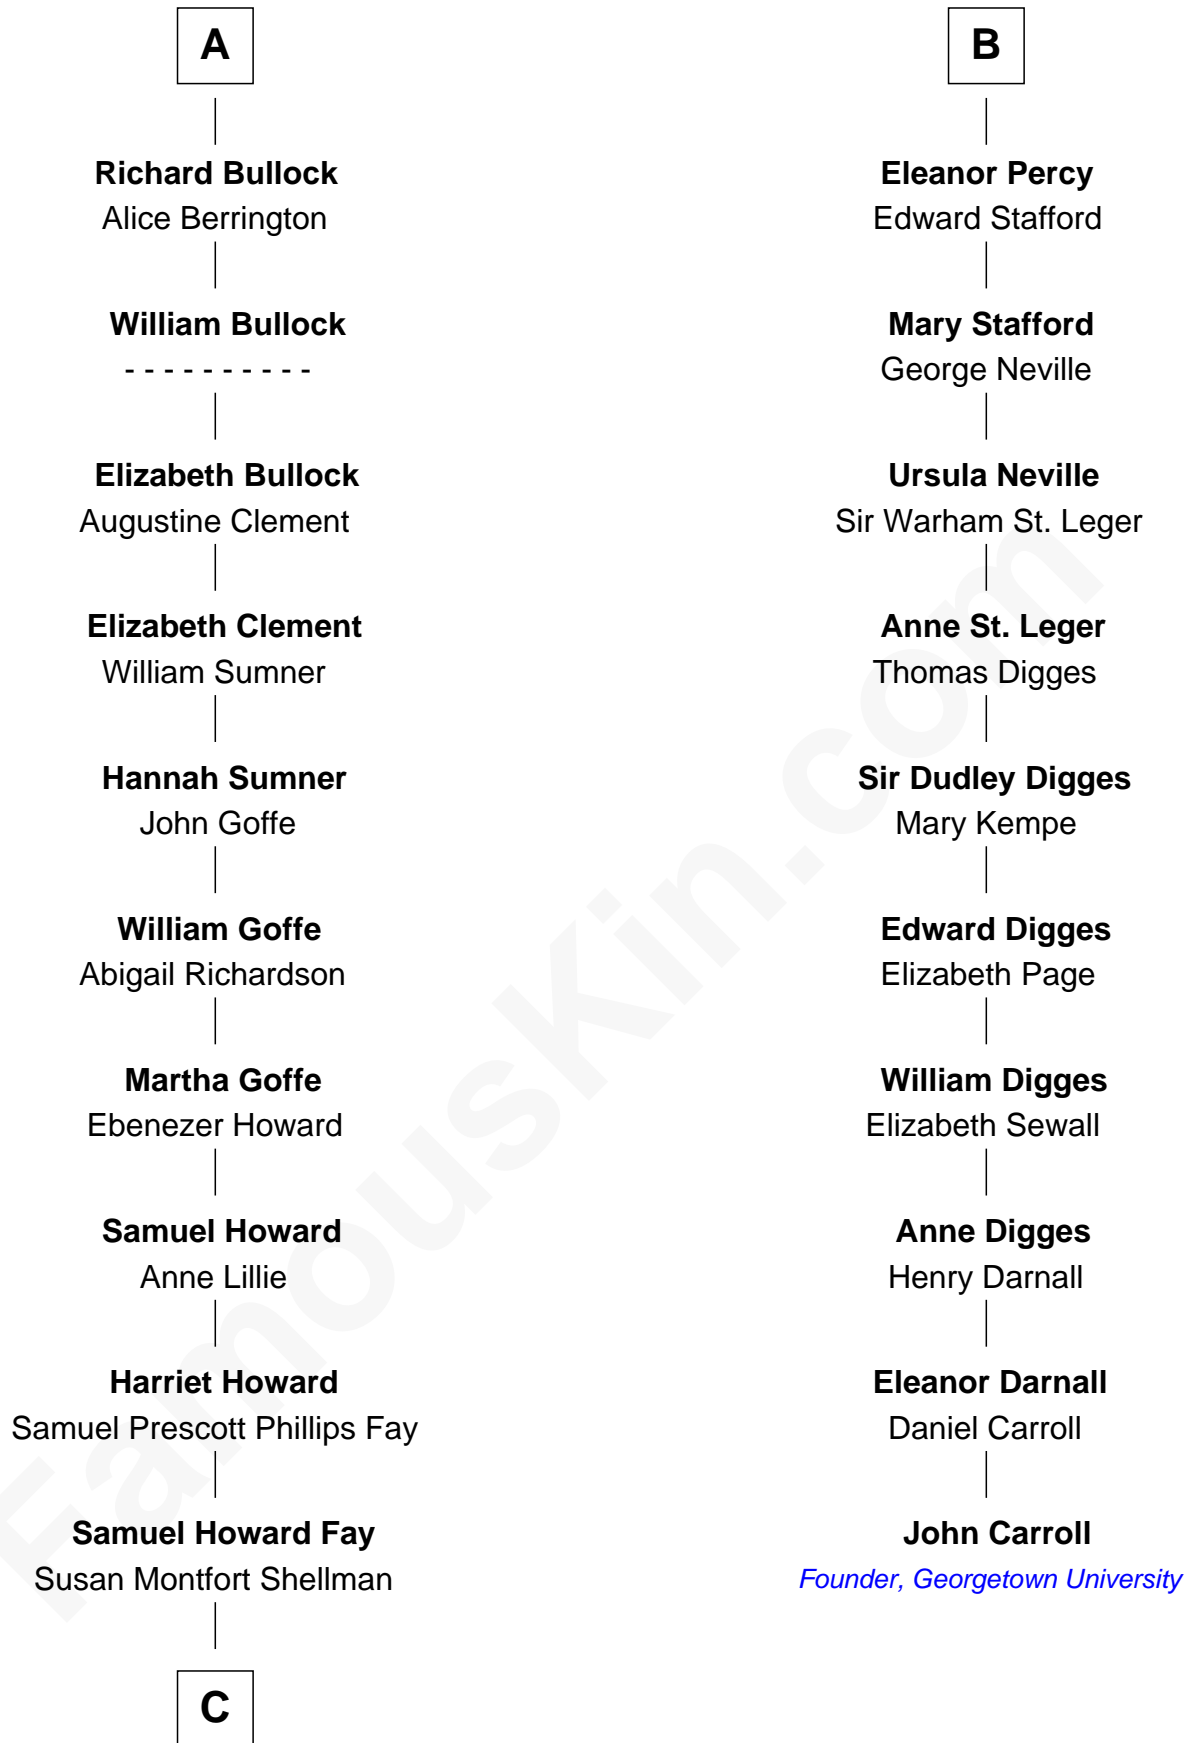 A
Richard Bullock
Alice Berrington
William Bullock
- - - - - - - - - -
Elizabeth Bullock
Augustine Clement
Elizabeth Clement
William Sumner
Hannah Sumner
John Goffe
William Goffe
Abigail Richardson
Martha Goffe
Ebenezer Howard
Samuel Howard
Anne Lillie
Harriet Howard
Samuel Prescott Phillips Fay
Samuel Howard Fay
Susan Montfort Shellman
C
B
Eleanor Percy
Edward Stafford
Mary Stafford
George Neville
Ursula Neville
Sir Warham St. Leger
Anne St. Leger
Thomas Digges
Sir Dudley Digges
Mary Kempe
Edward Digges
Elizabeth Page
William Digges
Elizabeth Sewall
Anne Digges
Henry Darnall
Eleanor Darnall
Daniel Carroll
John Carroll
Founder, Georgetown University
FamousKin.com